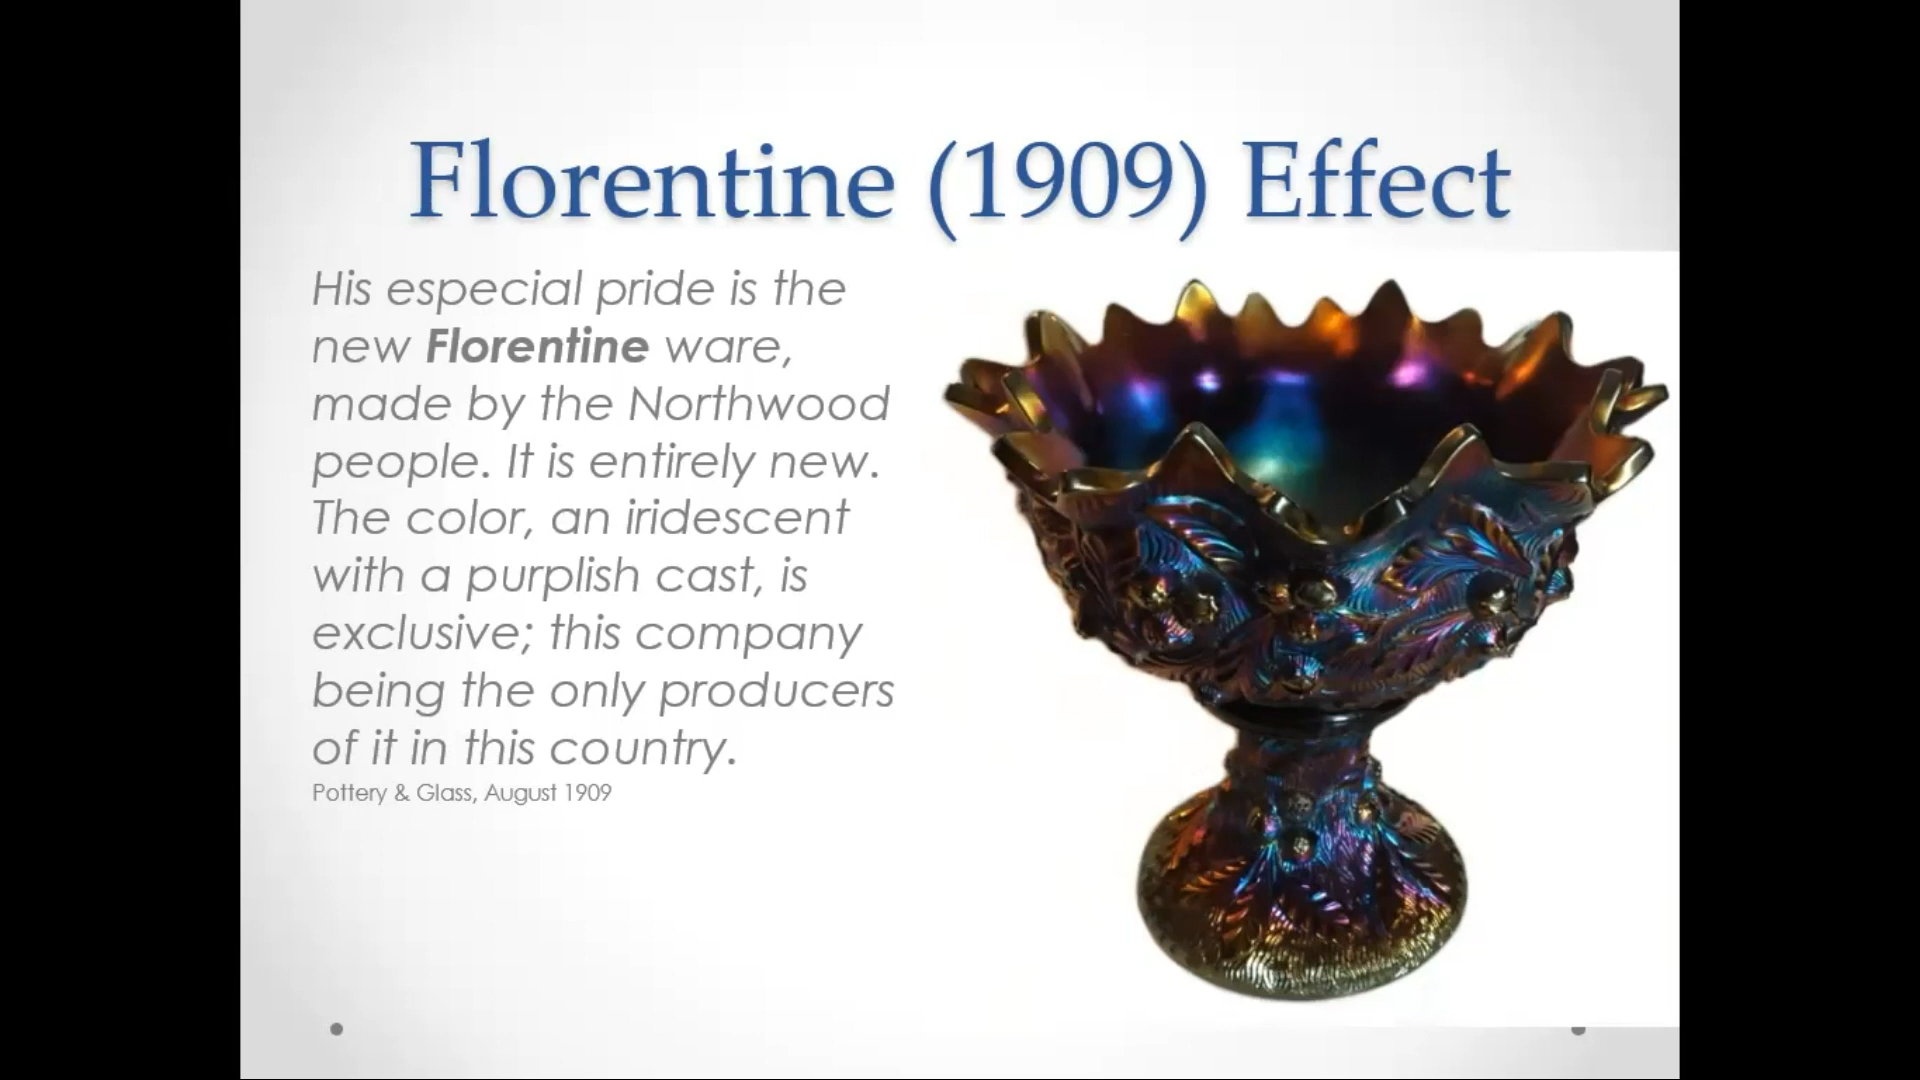 Florentine (1909) Effect
His especial pride is the
new Florentine ware,
made by the Northwood
people. It is entirely new.
The color, an iridescent
with a purplish cast, is
exclusive; this company
being the only producers
of it in this country.
Pottery & Glass, August 1909